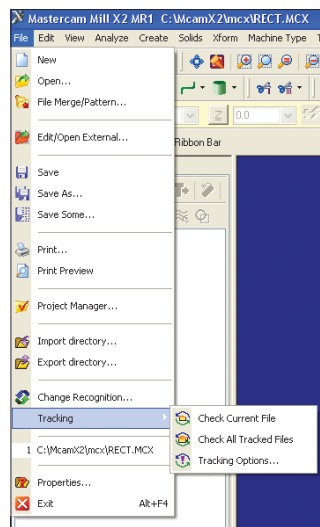 Mastercam Mill X2 MR1 C:\McamX2\mcx\RECT.MCX
File Edit View Analyze Create Solids Xform Machine Type
New
Open...
File Merge/Pattern...
Z 0.0
Edit/Open External...
Ribbon Bar
Save
Save As...
Save Some...
Print...
Print Preview
Project Manager...
Import directory...
Export directory...
Change Recognition...
Tracking
Check Current File
Check All Tracked Files
Tracking Options...
1 C:\McamX2\mcx\RECT.MCX
Properties...
Exit Alt+F4